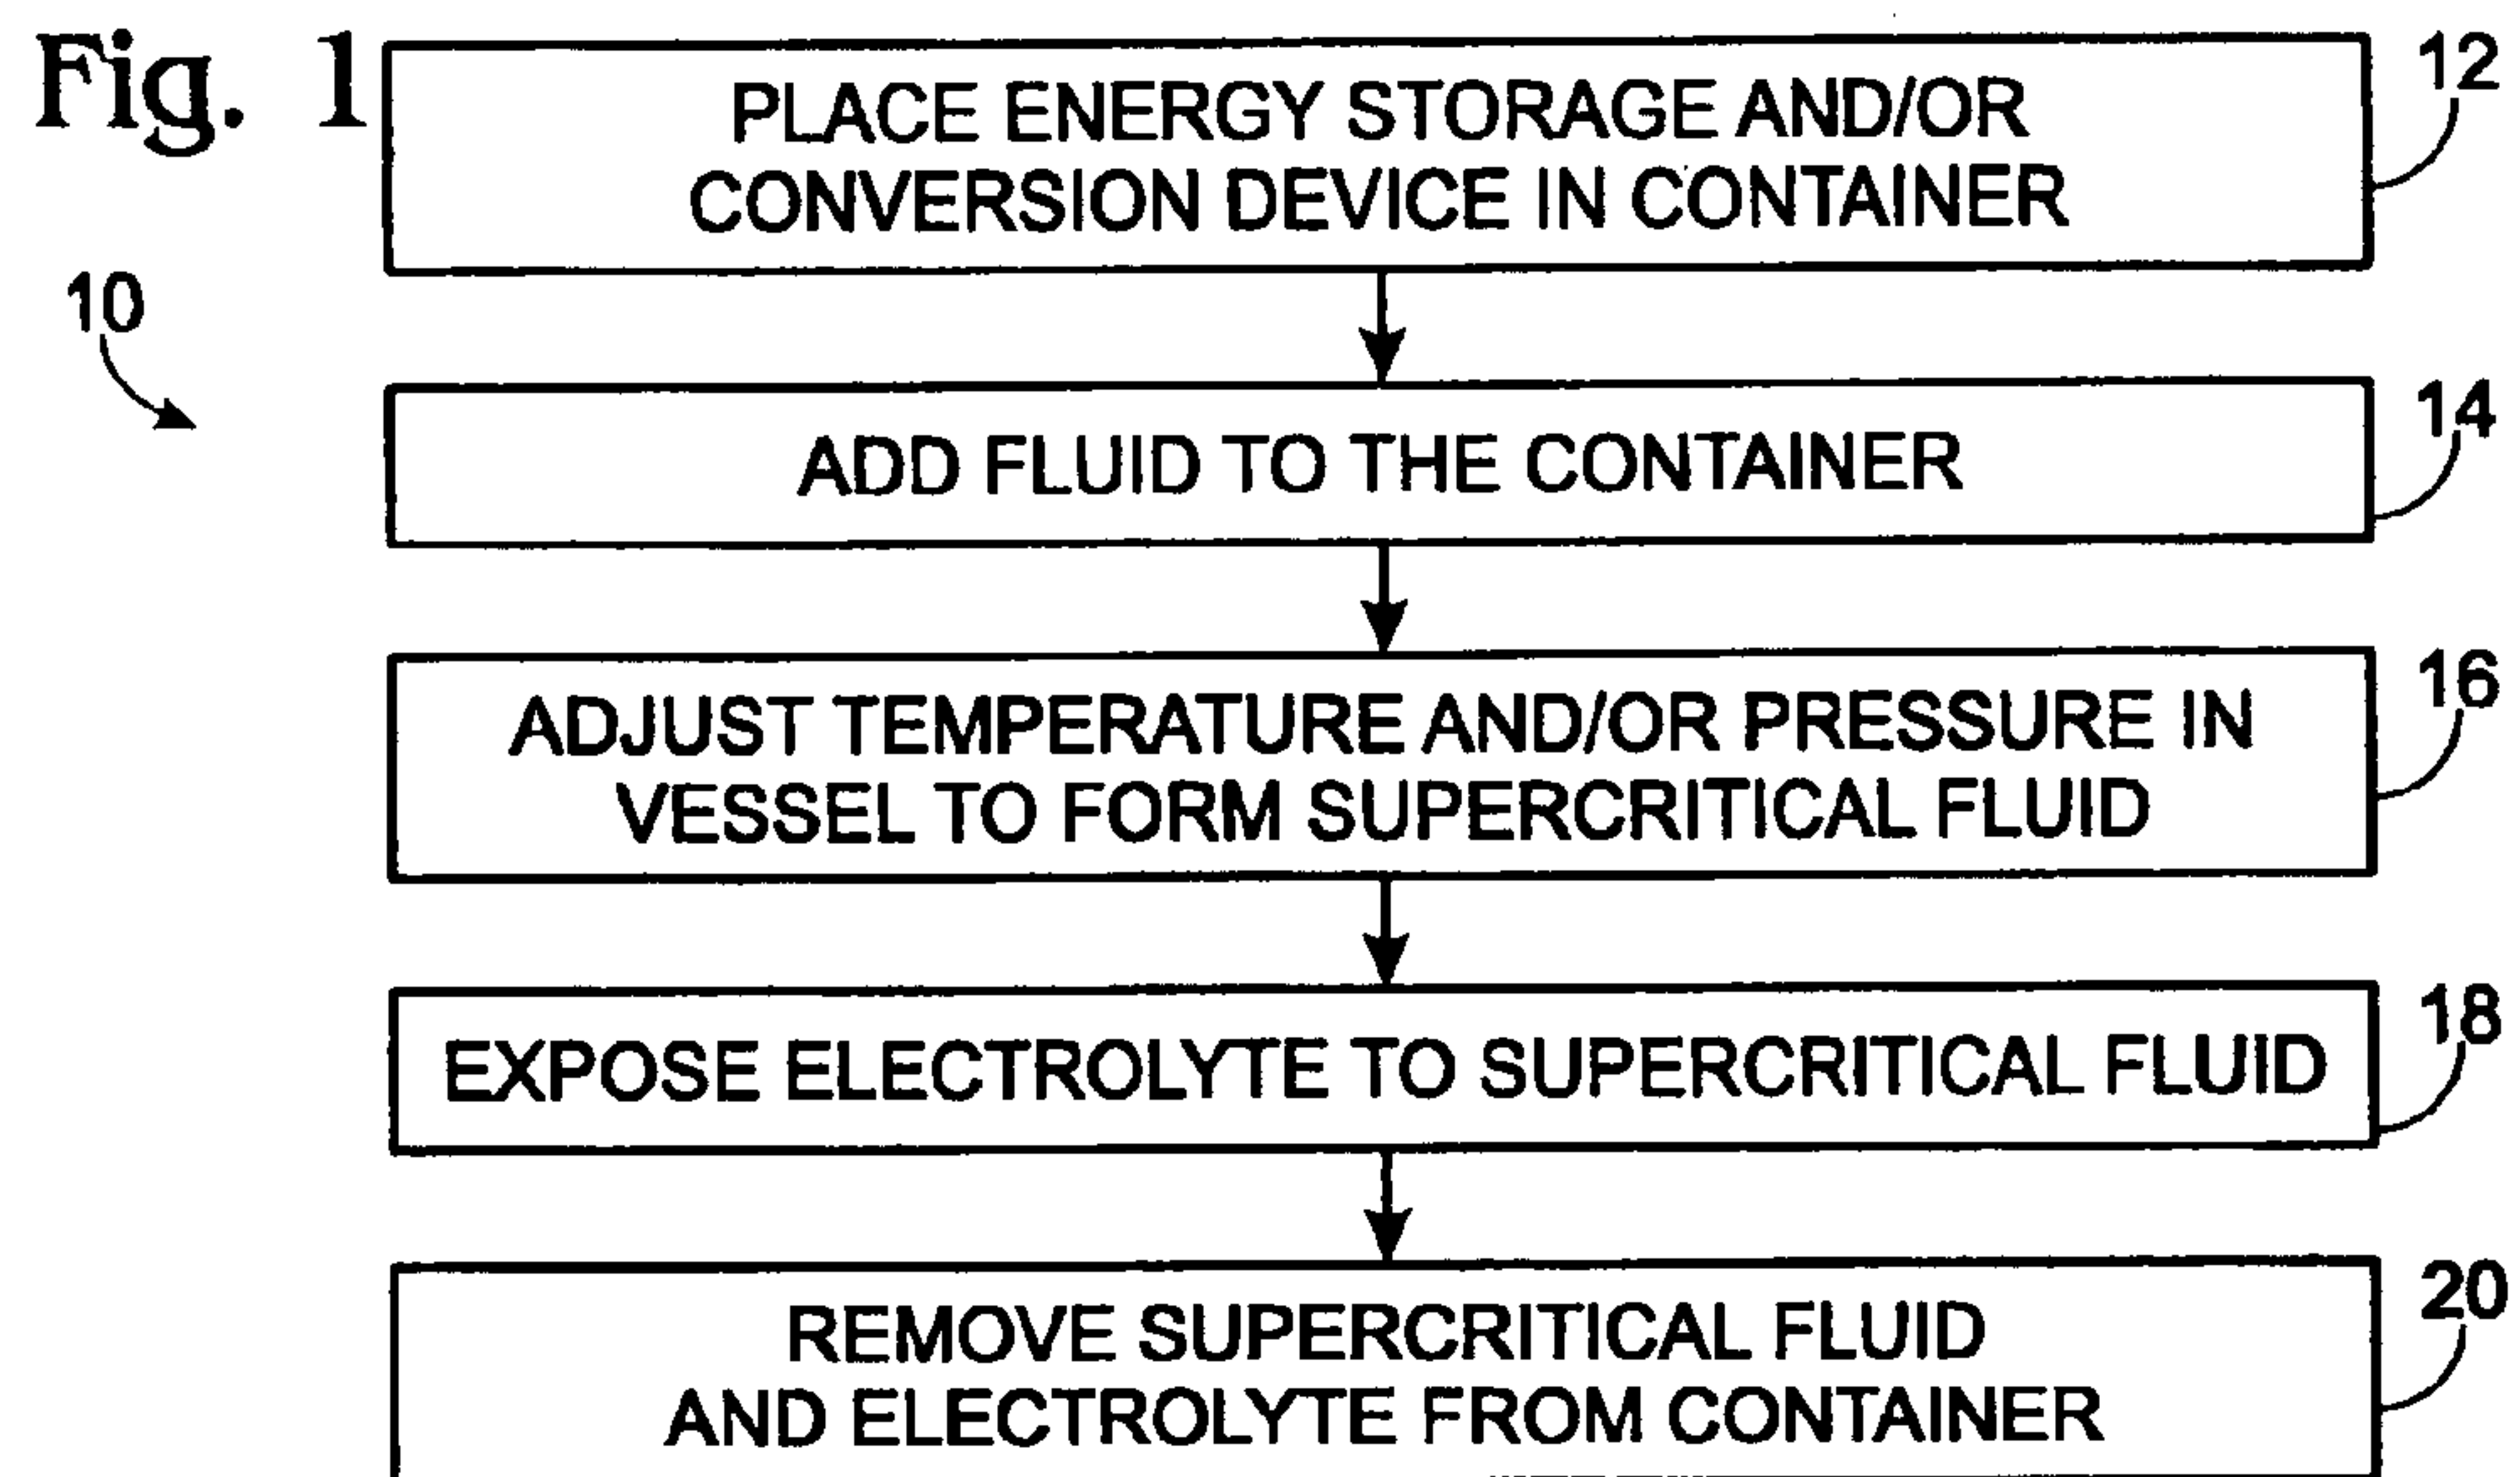 Fig. 1
PLACE ENERGY STORAGE AND/OR
CONVERSION DEVICE IN CONTAINER
12
10
ADD FLUID TO THE CONTAINER
14
ADJUST TEMPERATURE AND/OR PRESSURE IN
VESSEL TO FORM SUPERCRITICAL FLUID
16
EXPOSE ELECTROLYTE TO SUPERCRITICAL FLUID
18
REMOVE SUPERCRITICAL FLUID
AND ELECTROLYTE FROM CONTAINER
20